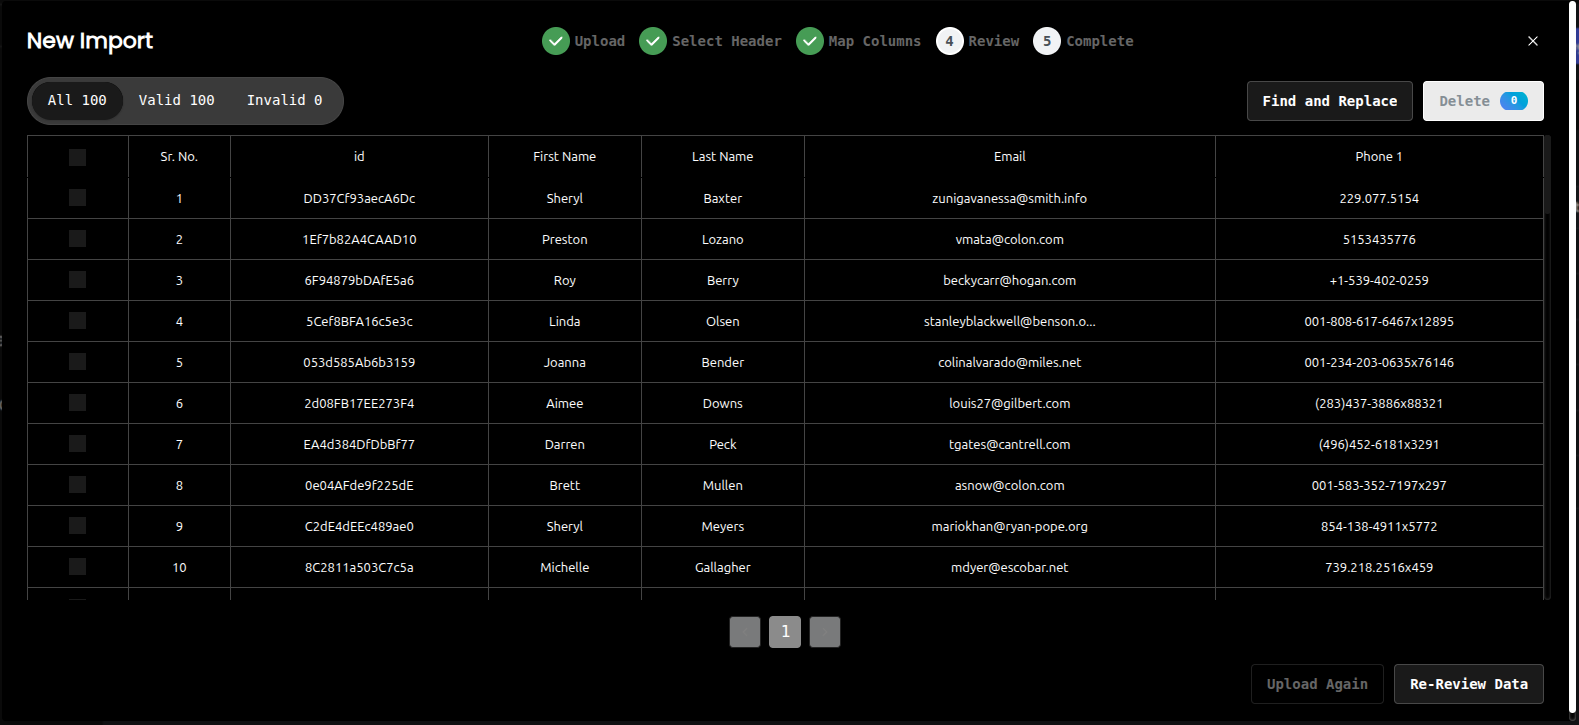 New Import
Upload Select Header Map Columns 4 Review 5 Complete
All 100 Valid 100 Invalid 0
Find and Replace Delete 0
Sr. No. id First Name Last Name Email Phone 1
1 DD37Cf93aecA6Dc Sheryl Baxter zunigavanessa@smith.info 229.077.5154
2 1Ef7b82A4CAAD10 Preston Lozano vmata@colon.com 5153435776
3 6F94879bDAfE5a6 Roy Berry beckycarr@hogan.com +1-539-402-0259
4 5Cef8BFA16c5e3c Linda Olsen stanleyblackwell@benson.o... 001-808-617-6467x12895
5 053d585Ab6b3159 Joanna Bender colinalvarado@miles.net 001-234-203-0635x76146
6 2d08FB17EE273F4 Aimee Downs louis27@gilbert.com (283)437-3886x88321
7 EA4d384DfDbBf77 Darren Peck tgates@cantrell.com (496)452-6181x3291
8 0e04AFde9f225dE Brett Mullen asnow@colon.com 001-583-352-7197x297
9 C2dE4dEEc489ae0 Sheryl Meyers mariokhan@ryan-pope.org 854-138-4911x5772
10 8C2811a503C7c5a Michelle Gallagher mdyer@escobar.net 739.218.2516x459
1
Upload Again Re-Review Data